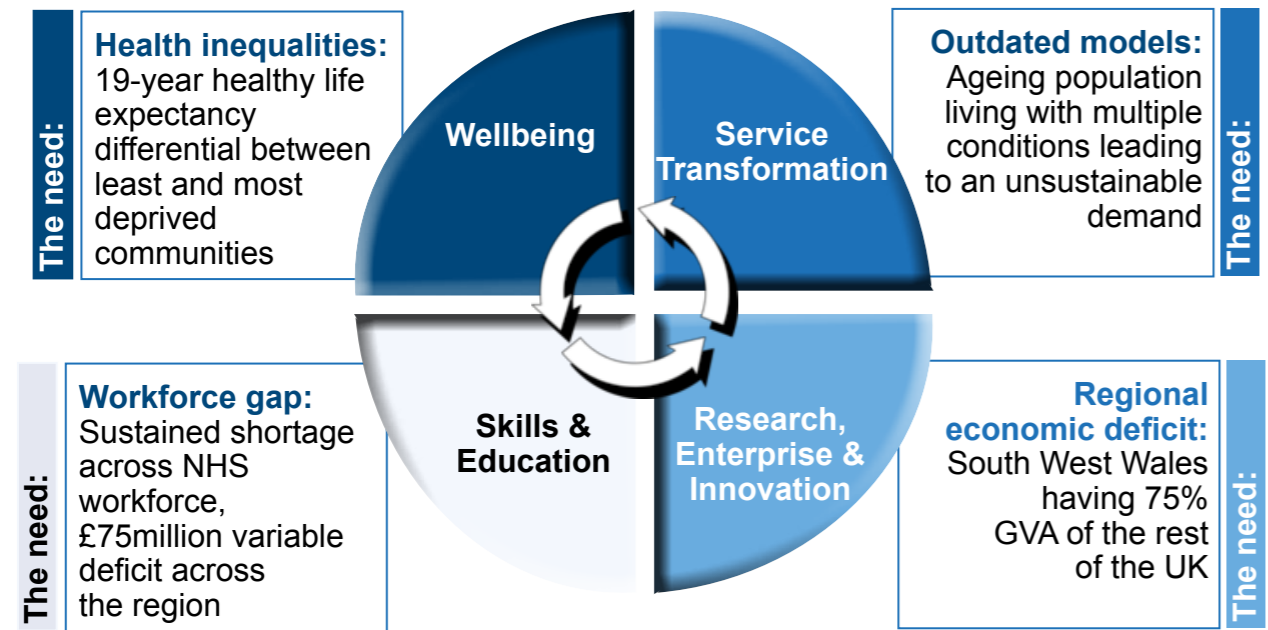 The need:
Health inequalities:
19-year healthy life
expectancy
differential between
least and most
deprived
communities
Wellbeing
Service
Transformation
Outdated models:
Ageing population
living with multiple
conditions leading
to an unsustainable
demand
The need:
The need:
Workforce gap:
Sustained shortage
across NHS
workforce,
£75million variable
deficit across
the region
Skills &
Education
Research,
Enterprise &
Innovation
Regional
economic deficit:
South West Wales
having 75%
GVA of the rest
of the UK
The need: